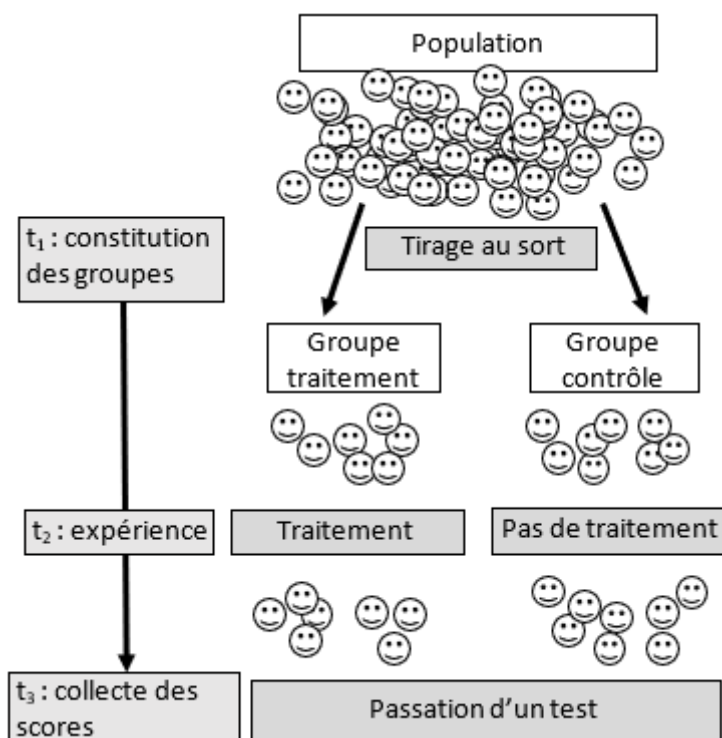 Population
t₁ : constitution
des groupes
Tirage au sort
Groupe
traitement
Groupe
contrôle
t₂ : expérience
Traitement
Pas de traitement
t₃ : collecte des
scores
Passation d'un test